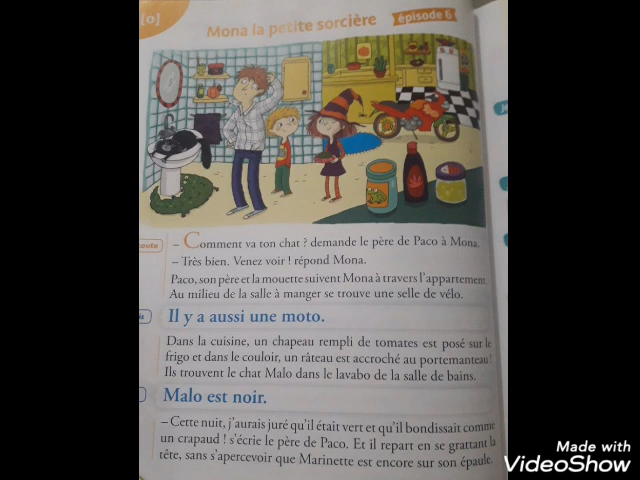 [o]
Mona la petite sorcière
épisode 6
– Comment va ton chat ? demande le père de Paco à Mona.
– Très bien. Venez voir ! répond Mona.
Paco, son père et la mouette suivent Mona à travers l'appartement.
Au milieu de la salle à manger se trouve une selle de vélo.
Il y a aussi une moto.
Dans la cuisine, un chapeau rempli de tomates est posé sur le
frigo et dans le couloir, un râteau est accroché au portemanteau !
Ils trouvent le chat Malo dans le lavabo de la salle de bains.
Malo est noir.
– Cette nuit, j'aurais juré qu'il était vert et qu'il bondissait comme
un crapaud ! s'écrie le père de Paco. Et il repart en se grattant la
tête, sans s'apercevoir que Marinette est encore sur son épaule.
Made with
VideoShow